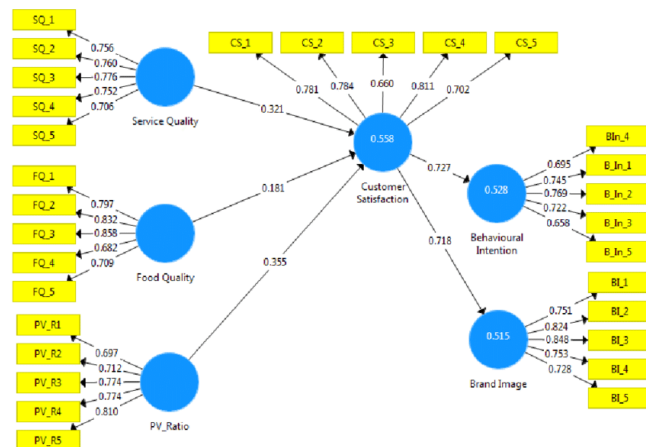 SQ_1
SQ_2
SQ_3
SQ_4
SQ_5
0.756
0.760
0.776
0.752
0.706
Service Quality
CS_1
CS_2
CS_3
CS_4
CS_5
0.781
0.784
0.660
0.811
0.702
0.321
0.558
Customer
Satisfaction
FQ_1
FQ_2
FQ_3
FQ_4
FQ_5
0.797
0.832
0.858
0.682
0.709
Food Quality
0.181
0.355
PV_R1
PV_R2
PV_R3
PV_R4
PV_R5
0.697
0.712
0.774
0.774
0.810
PV_Ratio
0.727
0.528
Behavioural
Intention
0.695
0.745
0.769
0.722
0.658
BIn_4
B_In_1
B_In_2
B_In_3
B_In_5
0.718
0.515
Brand Image
0.751
0.824
0.848
0.753
0.728
BI_1
BI_2
BI_3
BI_4
BI_5